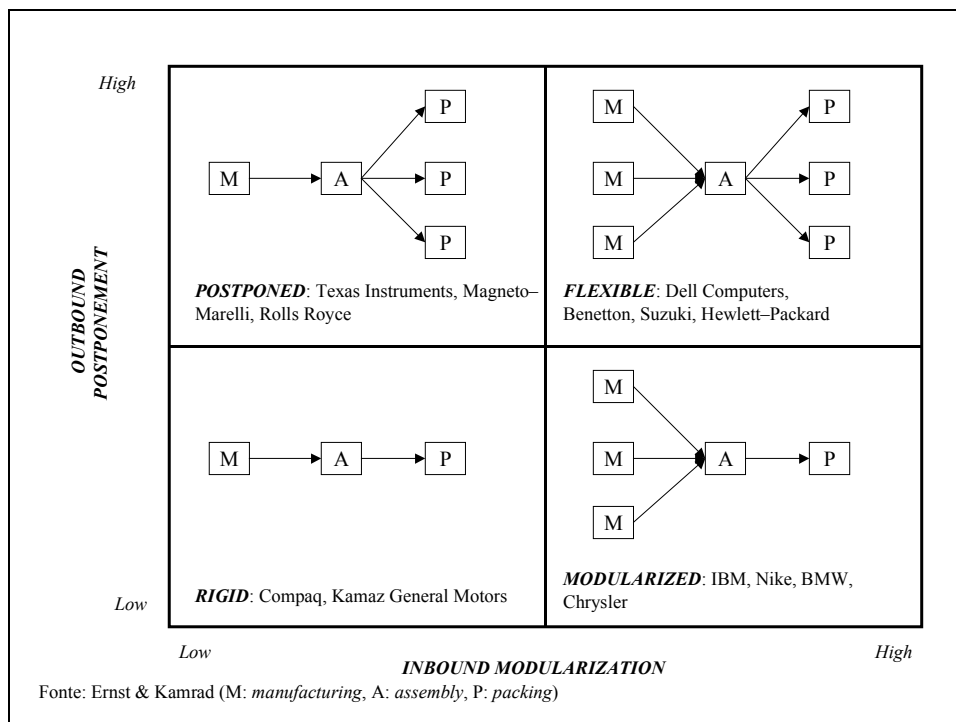 High
P
M
P
M
A
P
M
A
P
P
M
P
POSTPONED: Texas Instruments, Magneto–
Marelli, Rolls Royce
FLEXIBLE: Dell Computers,
Benetton, Suzuki, Hewlett–Packard
OUTBOUND
POSTPONEMENT
M
M
A
P
M
A
P
M
RIGID: Compaq, Kamaz General Motors
MODULARIZED: IBM, Nike, BMW,
Chrysler
Low
Low
INBOUND MODULARIZATION
High
Fonte: Ernst & Kamrad (M: manufacturing, A: assembly, P: packing)